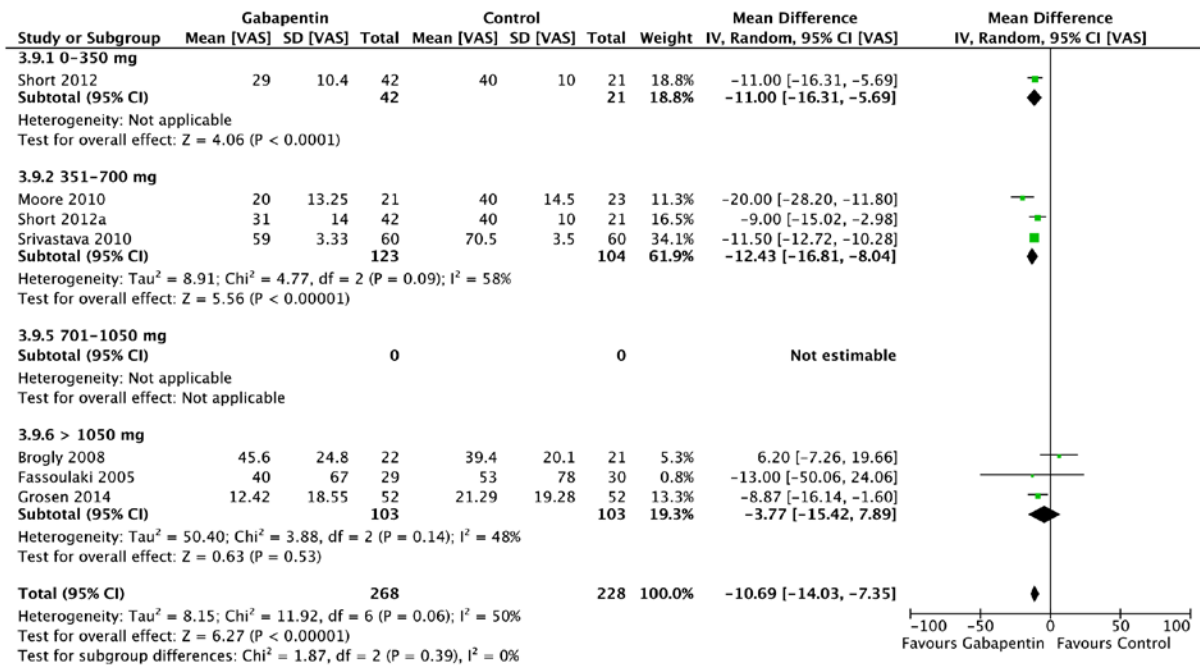 Gabapentin Control Mean Difference Mean Difference
Study or Subgroup Mean [VAS] SD [VAS] Total Mean [VAS] SD [VAS] Total Weight IV, Random, 95% CI [VAS] IV, Random, 95% CI [VAS]
3.9.1 0–350 mg
Short 2012 29 10.4 42 40 10 21 18.8% −11.00 [−16.31, −5.69]
Subtotal (95% CI) 42 21 18.8% −11.00 [−16.31, −5.69]
Heterogeneity: Not applicable
Test for overall effect: Z = 4.06 (P < 0.0001)
3.9.2 351–700 mg
Moore 2010 20 13.25 21 40 14.5 23 11.3% −20.00 [−28.20, −11.80]
Short 2012a 31 14 42 40 10 21 16.5% −9.00 [−15.02, −2.98]
Srivastava 2010 59 3.33 60 70.5 3.5 60 34.1% −11.50 [−12.72, −10.28]
Subtotal (95% CI) 123 104 61.9% −12.43 [−16.81, −8.04]
Heterogeneity: Tau² = 8.91; Chi² = 4.77, df = 2 (P = 0.09); I² = 58%
Test for overall effect: Z = 5.56 (P < 0.00001)
3.9.5 701–1050 mg
Subtotal (95% CI) 0 0 Not estimable
Heterogeneity: Not applicable
Test for overall effect: Not applicable
3.9.6 > 1050 mg
Brogly 2008 45.6 24.8 22 39.4 20.1 21 5.3% 6.20 [−7.26, 19.66]
Fassoulaki 2005 40 67 29 53 78 30 0.8% −13.00 [−50.06, 24.06]
Grosen 2014 12.42 18.55 52 21.29 19.28 52 13.3% −8.87 [−16.14, −1.60]
Subtotal (95% CI) 103 103 19.3% −3.77 [−15.42, 7.89]
Heterogeneity: Tau² = 50.40; Chi² = 3.88, df = 2 (P = 0.14); I² = 48%
Test for overall effect: Z = 0.63 (P = 0.53)
Total (95% CI) 268 228 100.0% −10.69 [−14.03, −7.35]
Heterogeneity: Tau² = 8.15; Chi² = 11.92, df = 6 (P = 0.06); I² = 50%
Test for overall effect: Z = 6.27 (P < 0.00001)
Test for subgroup differences: Chi² = 1.87, df = 2 (P = 0.39), I² = 0%
−100 −50 0 50 100
Favours Gabapentin Favours Control